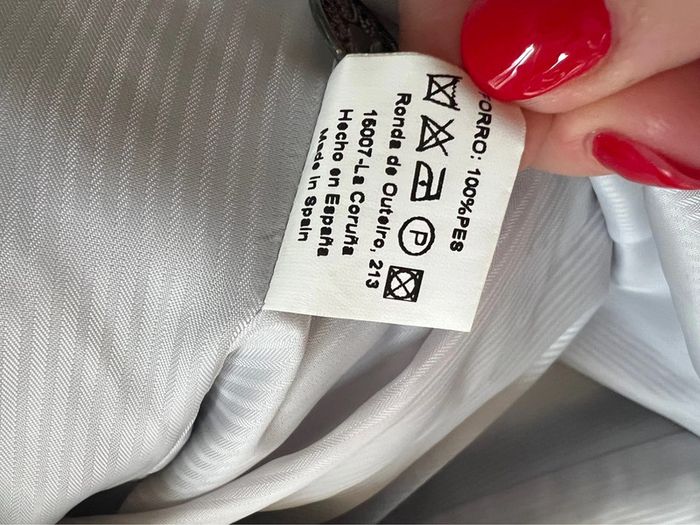 FORRO: 100%PES
P
Ronda de Outeiro, 213
15007-La Coruña
Hecho en España
Made in Spain